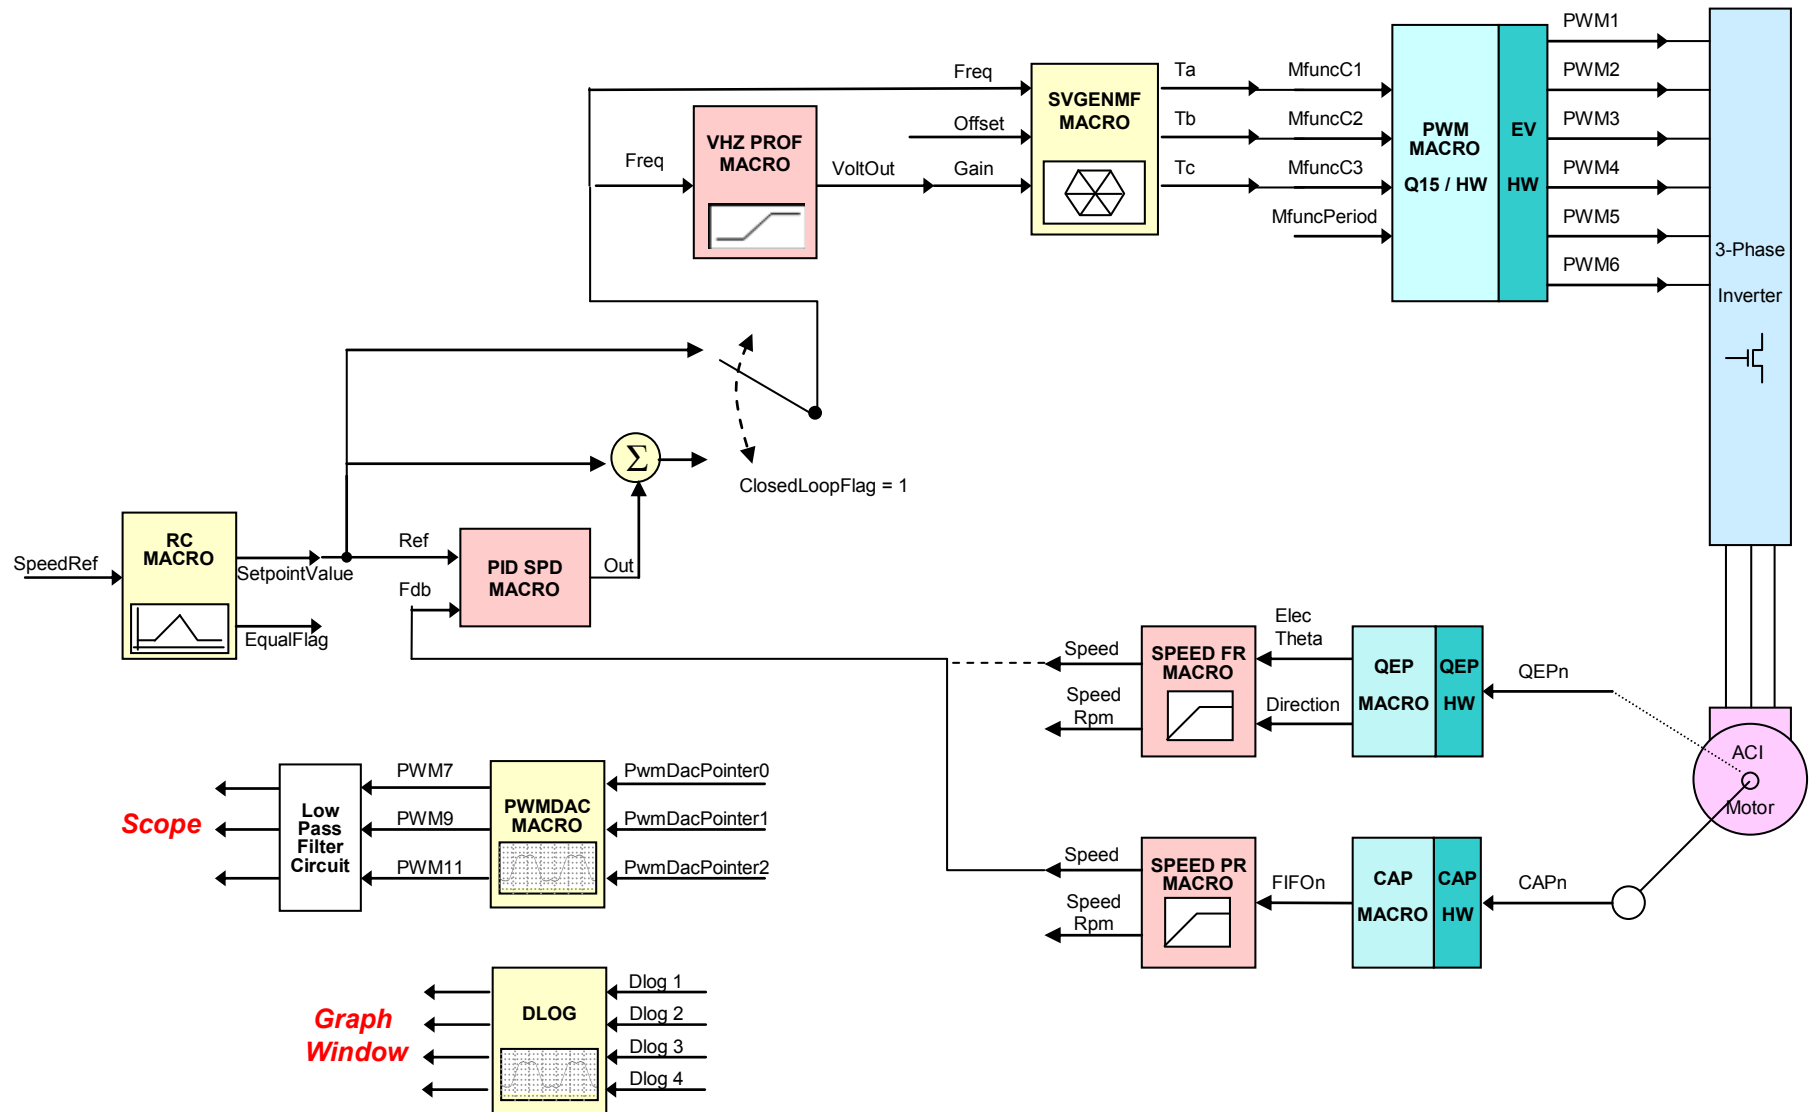 PWM1
Freq
Ta
MfuncC1
PWM2
SVGENMF
MACRO
Offset
Tb
MfuncC2
PWM
MACRO
Q15 / HW
EV
HW
PWM3
VHZ PROF
MACRO
Freq
VoltOut
Gain
Tc
MfuncC3
PWM4
MfuncPeriod
PWM5
PWM6
3-Phase
Inverter
Σ
ClosedLoopFlag = 1
SpeedRef
RC
MACRO
SetpointValue
EqualFlag
Ref
Fdb
PID SPD
MACRO
Out
Speed
Speed
Rpm
SPEED FR
MACRO
Elec
Theta
Direction
QEP
MACRO
QEP
HW
QEPn
ACI
Motor
Scope
Low
Pass
Filter
Circuit
PWM7
PWM9
PWM11
PWMDAC
MACRO
PwmDacPointer0
PwmDacPointer1
PwmDacPointer2
Speed
Speed
Rpm
SPEED PR
MACRO
FIFOn
CAP
MACRO
CAP
HW
CAPn
Graph
Window
DLOG
Dlog 1
Dlog 2
Dlog 3
Dlog 4